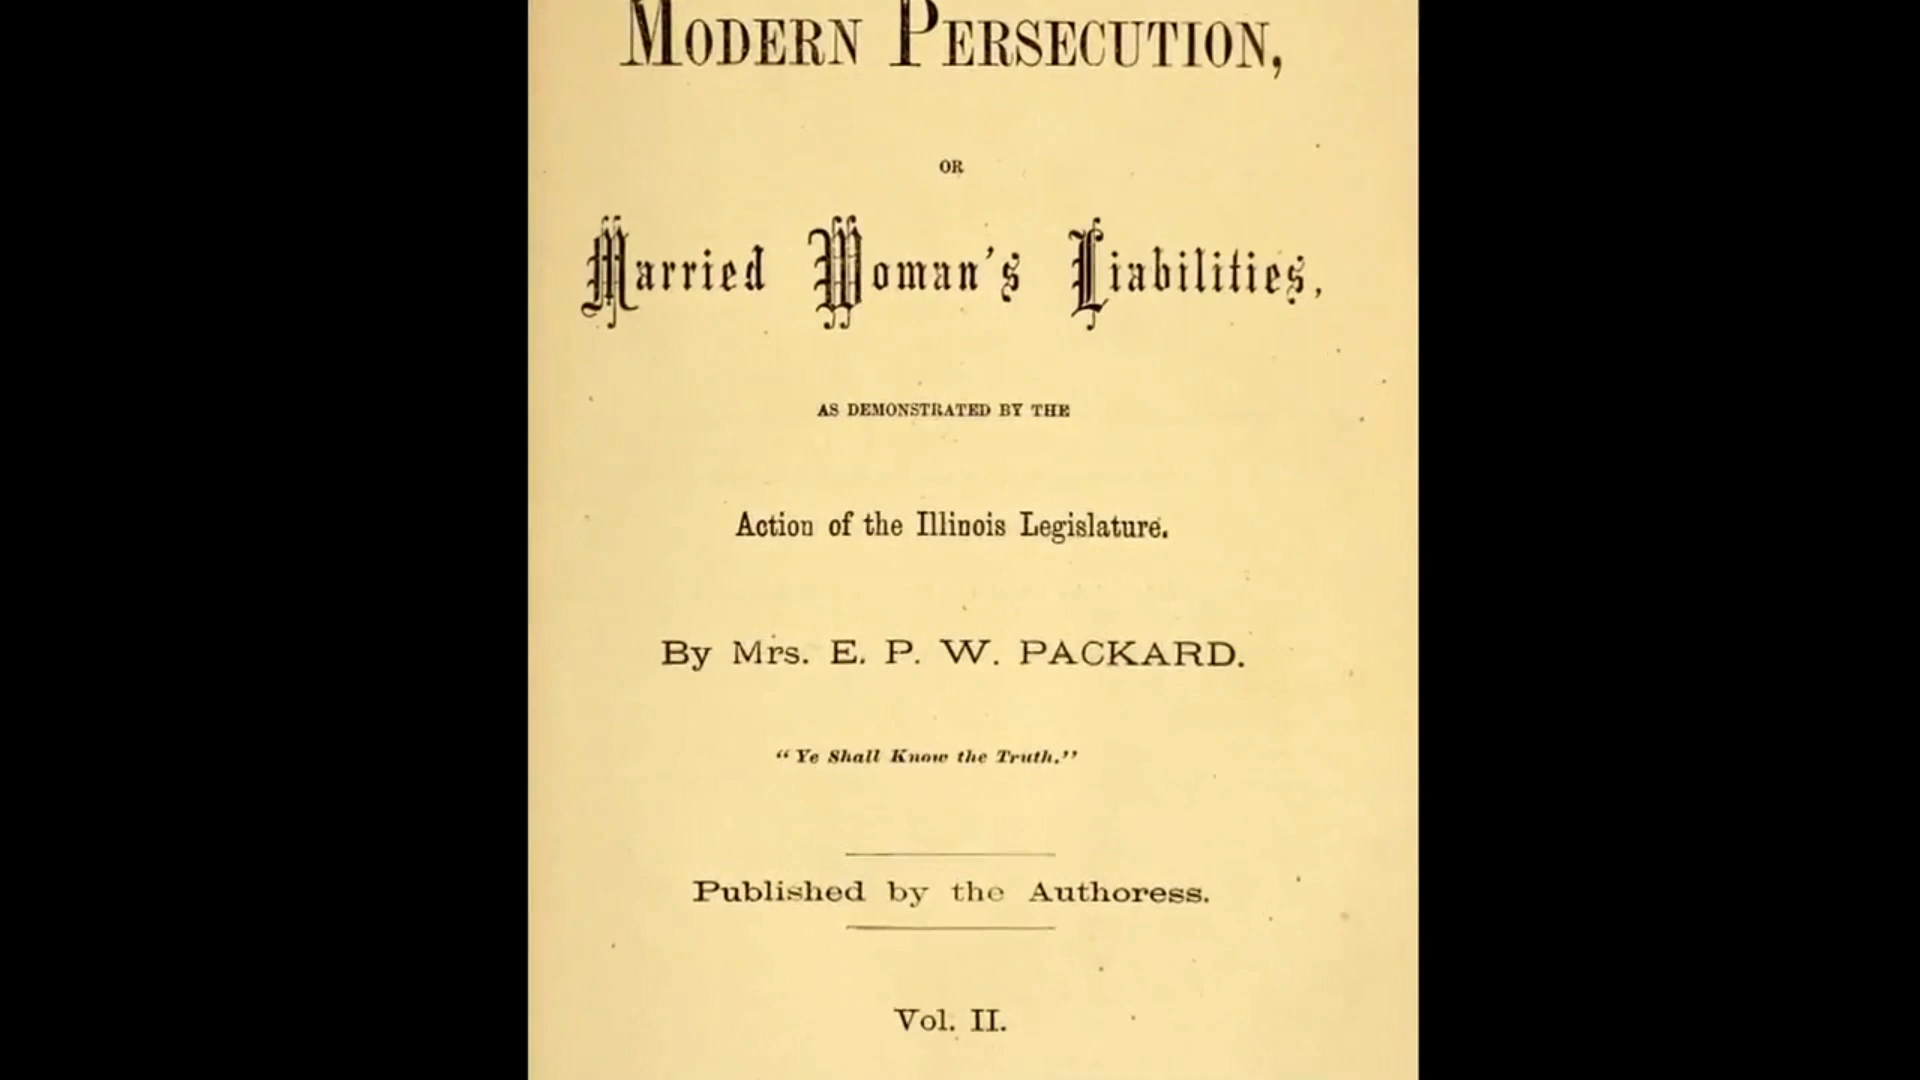 MODERN PERSECUTION,
OR
Married Woman's Liabilities,
AS DEMONSTRATED BY THE
Action of the Illinois Legislature.
By Mrs. E. P. W. PACKARD.
"Ye Shall Know the Truth."
Published by the Authoress.
Vol. II.